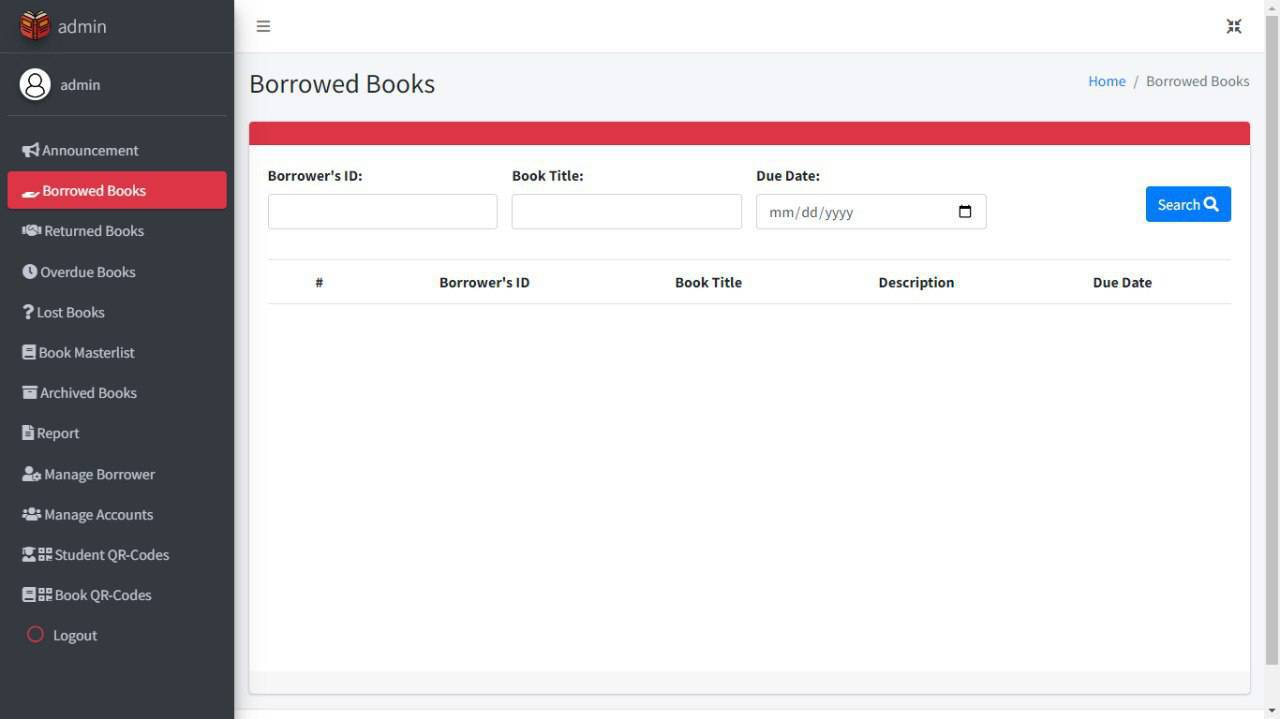 admin
admin
Announcement
Borrowed Books
Returned Books
Overdue Books
Lost Books
Book Masterlist
Archived Books
Report
Manage Borrower
Manage Accounts
Student QR-Codes
Book QR-Codes
Logout
Borrowed Books
Home / Borrowed Books
Borrower's ID: Book Title: Due Date:
mm/dd/yyyy
Search
# Borrower's ID Book Title Description Due Date